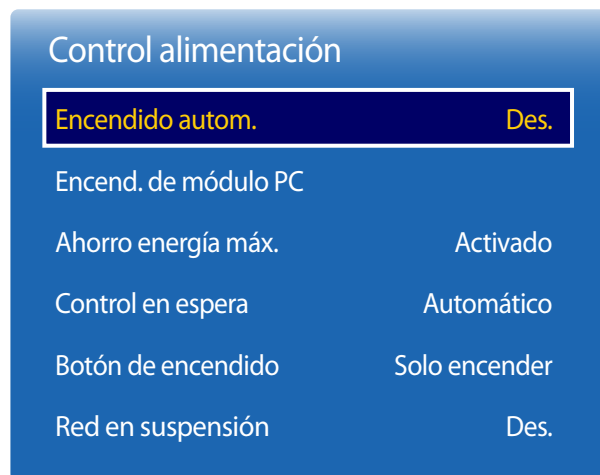 Control alimentación
Encendido autom. Des.
Encend. de módulo PC
Ahorro energía máx. Activado
Control en espera Automático
Botón de encendido Solo encender
Red en suspensión Des.